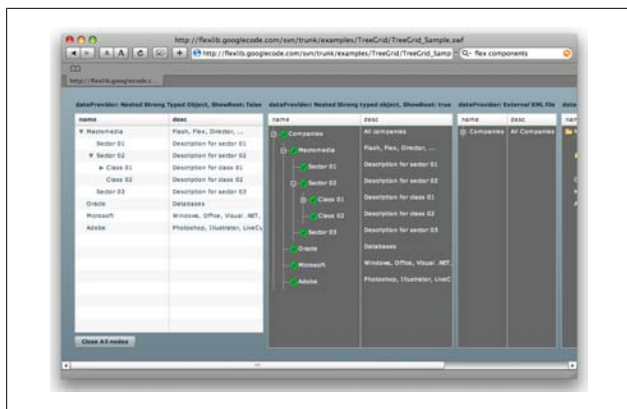 http://flexlib.googlecode.com/svn/trunk/examples/TreeGrid/TreeGrid_Sample.swf
A A http://flexlib.googlecode.com/svn/trunk/examples/TreeGrid/TreeGrid_Samp flex components
http://flexlib.googlecode.c...
dataProvider: Nested Strong Typed Object, ShowRoot: false
name desc
Macromedia Flash, Flex, Director, ...
Sector 01 Description for sector 01
Sector 02 Description for sector 02
Class 01 Description for class 01
Class 02 Description for class 02
Sector 03 Description for sector 03
Oracle Databases
Microsoft Windows, Office, Visual .NET,
Adobe Photoshop, Illustrator, LiveCy
Close All nodes
dataProvider: Nested Strong typed object, ShowRoot: true
name desc
Companies All companies
Macromedia Flash, Flex, Director, ...
Sector 01 Description for sector 01
Sector 02 Description for sector 02
Class 01 Description for class 01
Class 02 Description for class 02
Sector 03 Description for sector 03
Oracle Databases
Microsoft Windows, Office, Visual .NET,
Adobe Photoshop, Illustrator, LiveC
dataProvider: External XML file
name desc
Companies All Companies